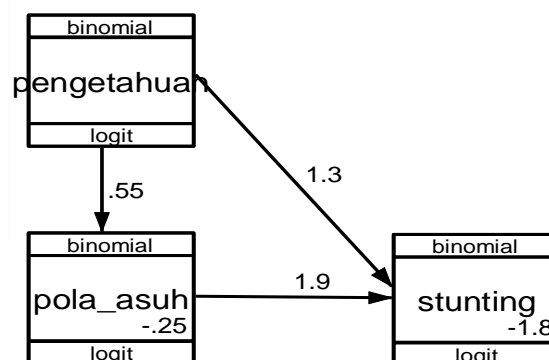 binomial
pengetahuan
logit
.55
1.3
binomial
pola_asuh
-.25
logit
1.9
binomial
stunting
-1.8
logit